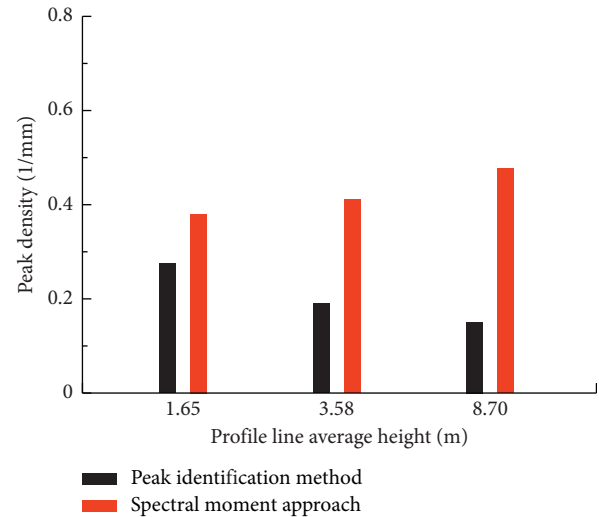 Peak density (1/mm)
0.8
0.6
0.4
0.2
0
1.65 3.58 8.70
Profile line average height (m)
Peak identification method
Spectral moment approach